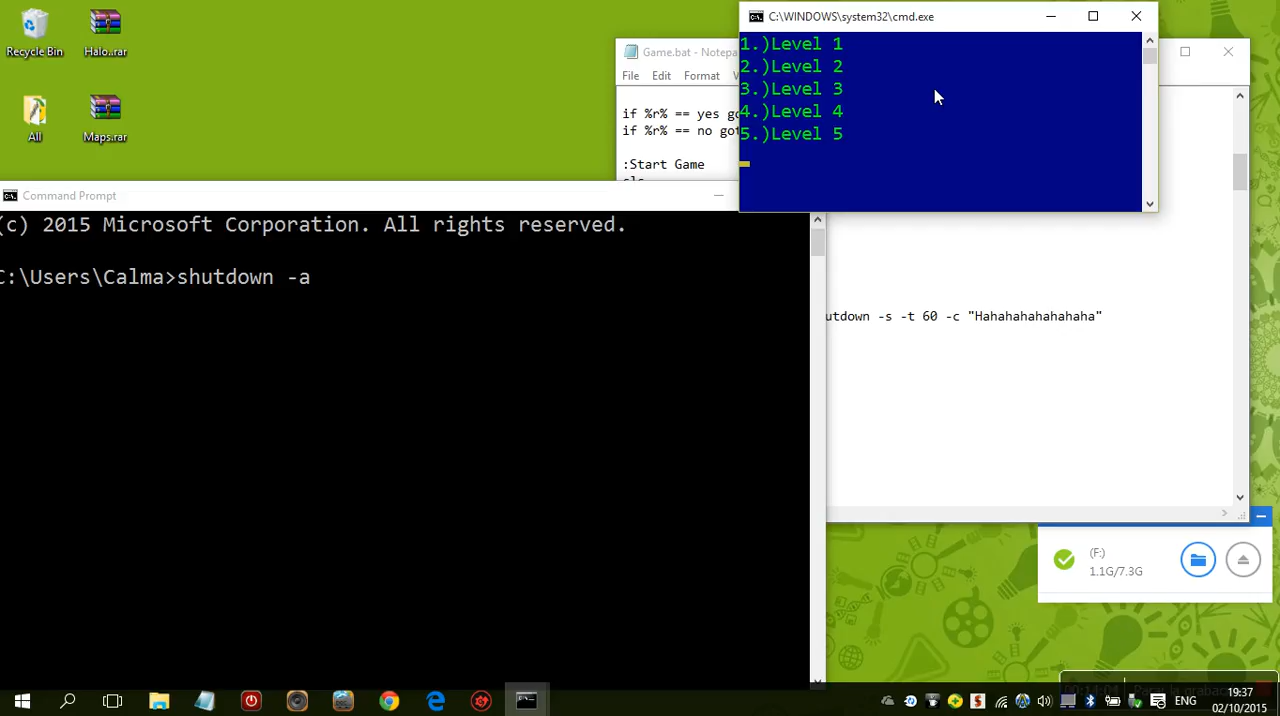 Recycle Bin
Halo..rar
All
Maps.rar
C:\WINDOWS\system32\cmd.exe
1.)Level 1
2.)Level 2
3.)Level 3
4.)Level 4
5.)Level 5
Game.bat - Notepa
File Edit Format
if %r% == yes go
if %r% == no got
:Start Game
Command Prompt
(c) 2015 Microsoft Corporation. All rights reserved.
C:\Users\Calma>shutdown -a
utdown -s -t 60 -c "Hahahahahahaha"
(F:)
1.1G/7.3G
ENG
19:37
02/10/2015